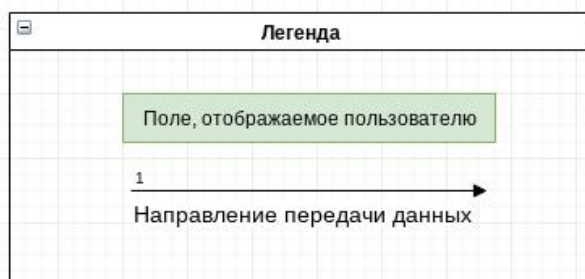 Легенда
Поле, отображаемое пользователю
1
Направление передачи данных